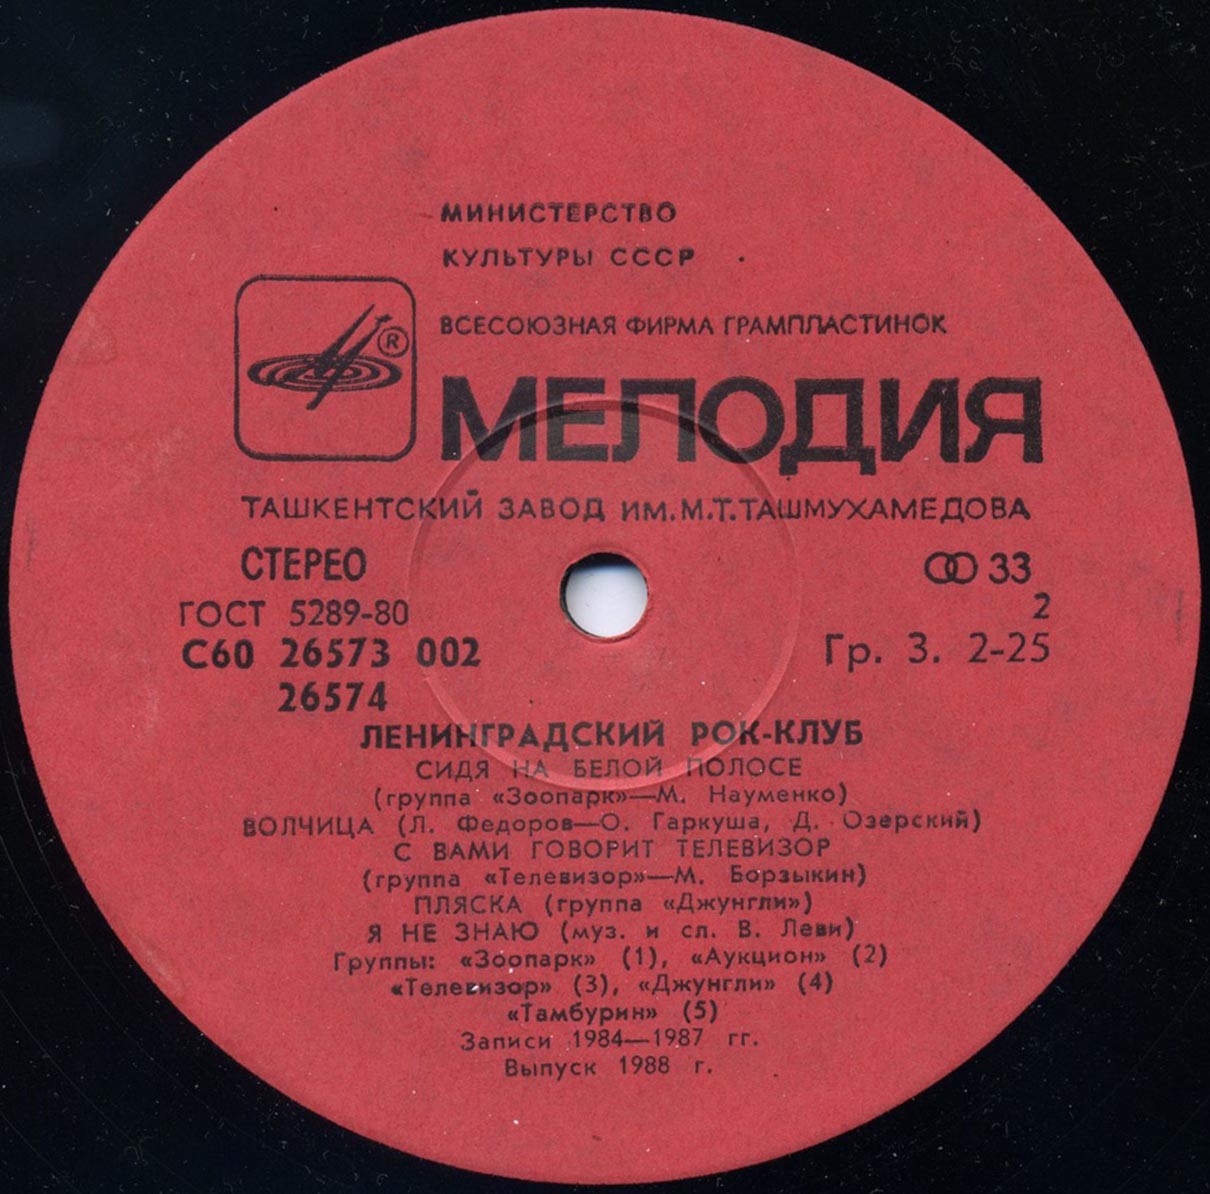 МИНИСТЕРСТВО
КУЛЬТУРЫ СССР
ВСЕСОЮЗНАЯ ФИРМА ГРАМПЛАСТИНОК
®
МЕЛОДИЯ
ТАШКЕНТСКИЙ ЗАВОД ИМ.М.Т.ТАШМУХАМЕДОВА
СТЕРЕО 33
ГОСТ 5289-80 2
С60 26573 002 Гр. 3. 2-25
26574
ЛЕНИНГРАДСКИЙ РОК-КЛУБ
СИДЯ НА БЕЛОЙ ПОЛОСЕ
(группа «Зоопарк»—М. Науменко)
ВОЛЧИЦА (Л. Федоров—О. Гаркуша, Д. Озерский)
С ВАМИ ГОВОРИТ ТЕЛЕВИЗОР
(группа «Телевизор»—М. Борзыкин)
ПЛЯСКА (группа «Джунгли»)
Я НЕ ЗНАЮ (муз. и сл. В. Леви)
Группы: «Зоопарк» (1), «Аукцион» (2)
«Телевизор» (3), «Джунгли» (4)
«Тамбурин» (5)
Записи 1984—1987 гг.
Выпуск 1988 г.